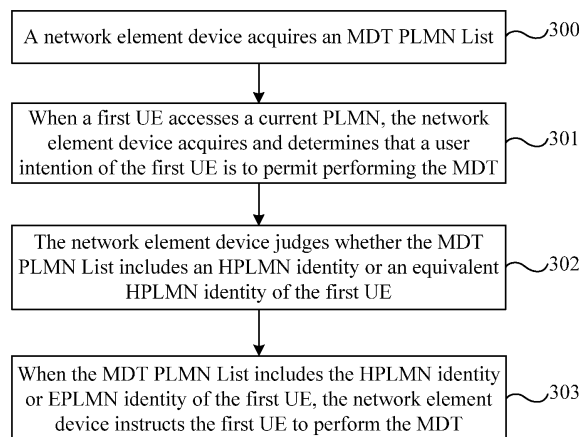 A network element device acquires an MDT PLMN List
300
When a first UE accesses a current PLMN, the network
element device acquires and determines that a user
intention of the first UE is to permit performing the MDT
301
The network element device judges whether the MDT
PLMN List includes an HPLMN identity or an equivalent
HPLMN identity of the first UE
302
When the MDT PLMN List includes the HPLMN identity
or EPLMN identity of the first UE, the network element
device instructs the first UE to perform the MDT
303